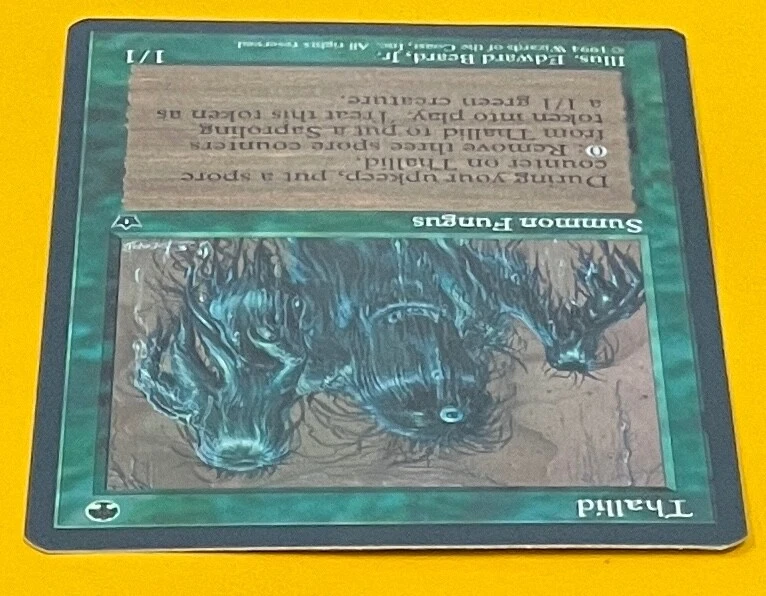 Thallid
Summon Fungus
During your upkeep, put a spore
counter on Thallid.
0: Remove three spore counters
from Thallid to put a Saproling
token into play. Treat this token as
a 1/1 green creature.
Illus. Edward Beard, Jr.
1/1
©1994 Wizards of the Coast, Inc. All rights reserved